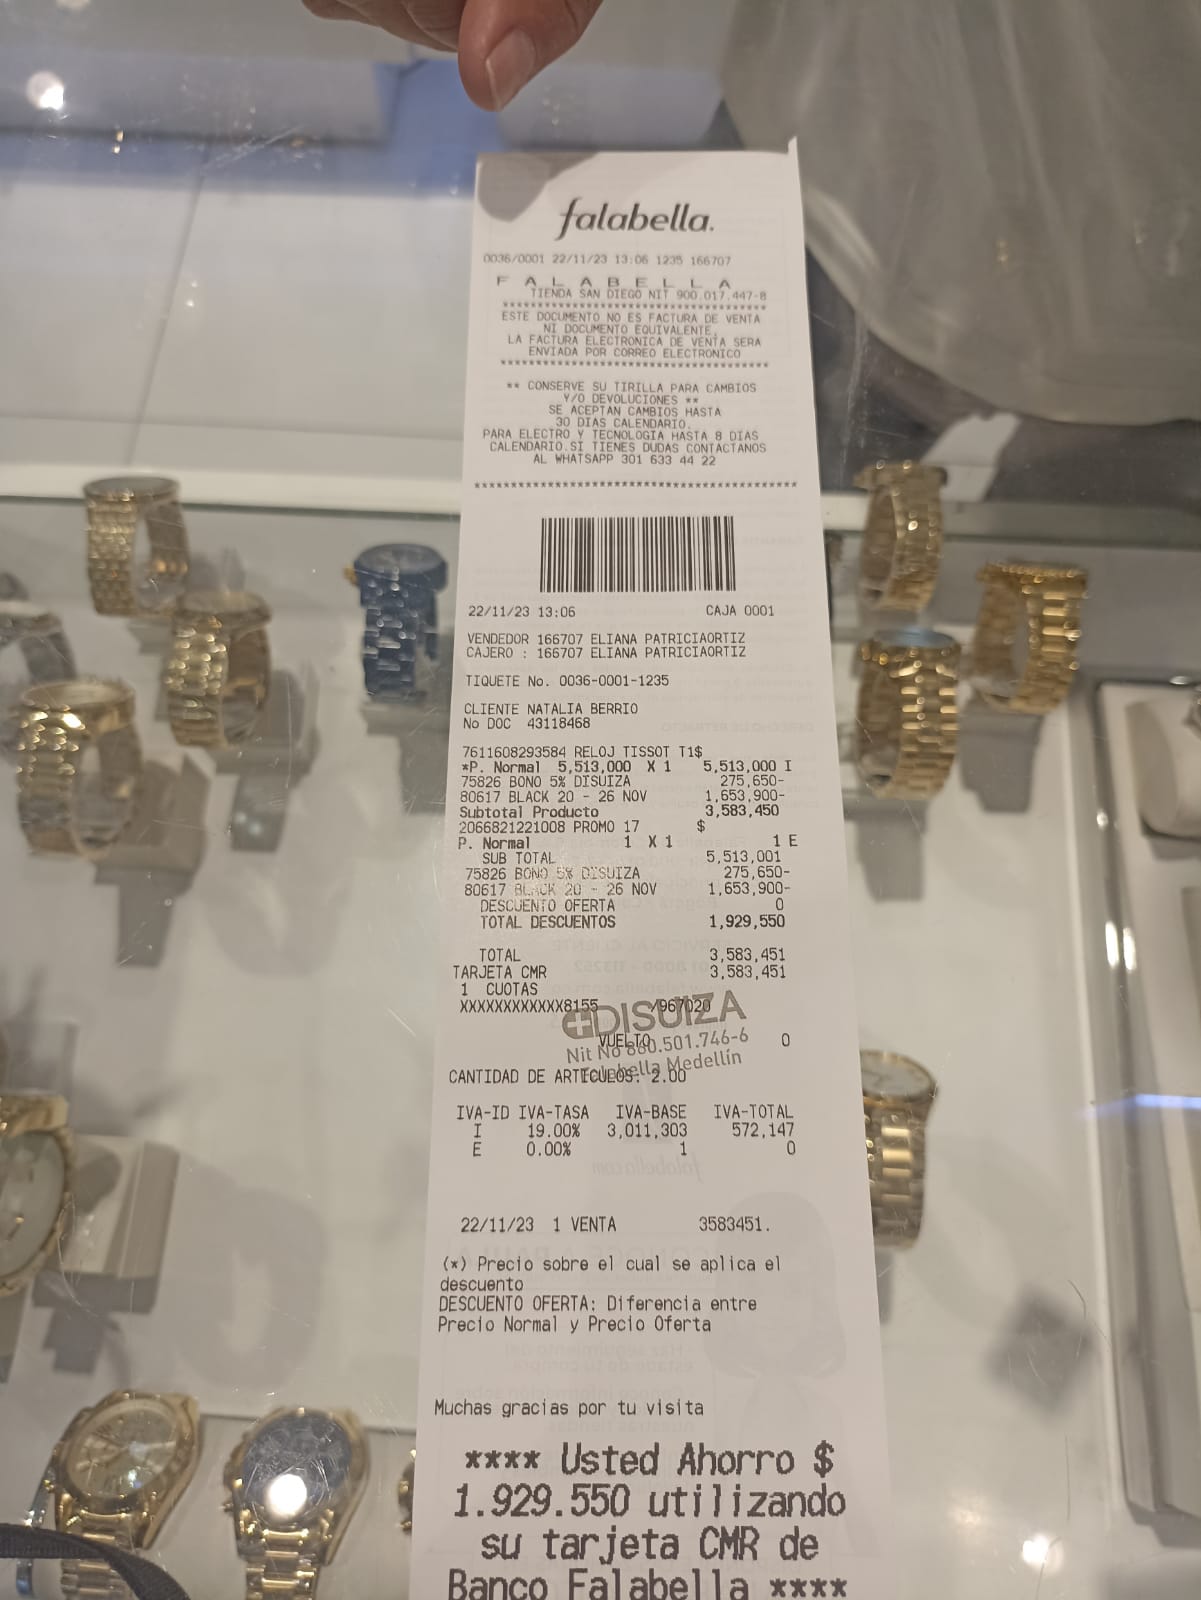 falabella.
0036/0001 22/11/23 13:06 1235 166707
F A L A B E L L A
TIENDA SAN DIEGO NIT 900.017.447-8
****************************************
ESTE DOCUMENTO NO ES FACTURA DE VENTA
NI DOCUMENTO EQUIVALENTE,
LA FACTURA ELECTRONICA DE VENTA SERA
ENVIADA POR CORREO ELECTRONICO
****************************************
** CONSERVE SU TIRILLA PARA CAMBIOS
Y/O DEVOLUCIONES **
SE ACEPTAN CAMBIOS HASTA
30 DIAS CALENDARIO.
PARA ELECTRO Y TECNOLOGIA HASTA 8 DIAS
CALENDARIO.SI TIENES DUDAS CONTACTANOS
AL WHATSAPP 301 633 44 22
****************************************
22/11/23 13:06 CAJA 0001
VENDEDOR 166707 ELIANA PATRICIAORTIZ
CAJERO : 166707 ELIANA PATRICIAORTIZ
TIQUETE No. 0036-0001-1235
CLIENTE NATALIA BERRIO
No DOC 43118468
7611608293584 RELOJ TISSOT T1$
*P. Normal 5,513,000 X 1 5,513,000 I
75826 BONO 5% DISUIZA 275,650-
80617 BLACK 20 - 26 NOV 1,653,900-
Subtotal Producto 3,583,450
2066821221008 PROMO 17 $
P. Normal 1 X 1 1 E
SUB TOTAL 5,513,001
75826 BONO 5% DISUIZA 275,650-
80617 BLACK 20 - 26 NOV 1,653,900-
DESCUENTO OFERTA 0
TOTAL DESCUENTOS 1,929,550
TOTAL 3,583,451
TARJETA CMR 3,583,451
1 CUOTAS
XXXXXXXXXXXX8155 /967020
DISUIZA
VUELTO 0
Nit No 860.501.746-6
Falabella Medellín
CANTIDAD DE ARTICULOS: 2.00
IVA-ID IVA-TASA IVA-BASE IVA-TOTAL
I 19.00% 3,011,303 572,147
E 0.00% 1 0
22/11/23 1 VENTA 3583451.
(*) Precio sobre el cual se aplica el
descuento
DESCUENTO OFERTA: Diferencia entre
Precio Normal y Precio Oferta
Muchas gracias por tu visita
**** Usted Ahorro $
1.929.550 utilizando
su tarjeta CMR de
Banco Falabella ****